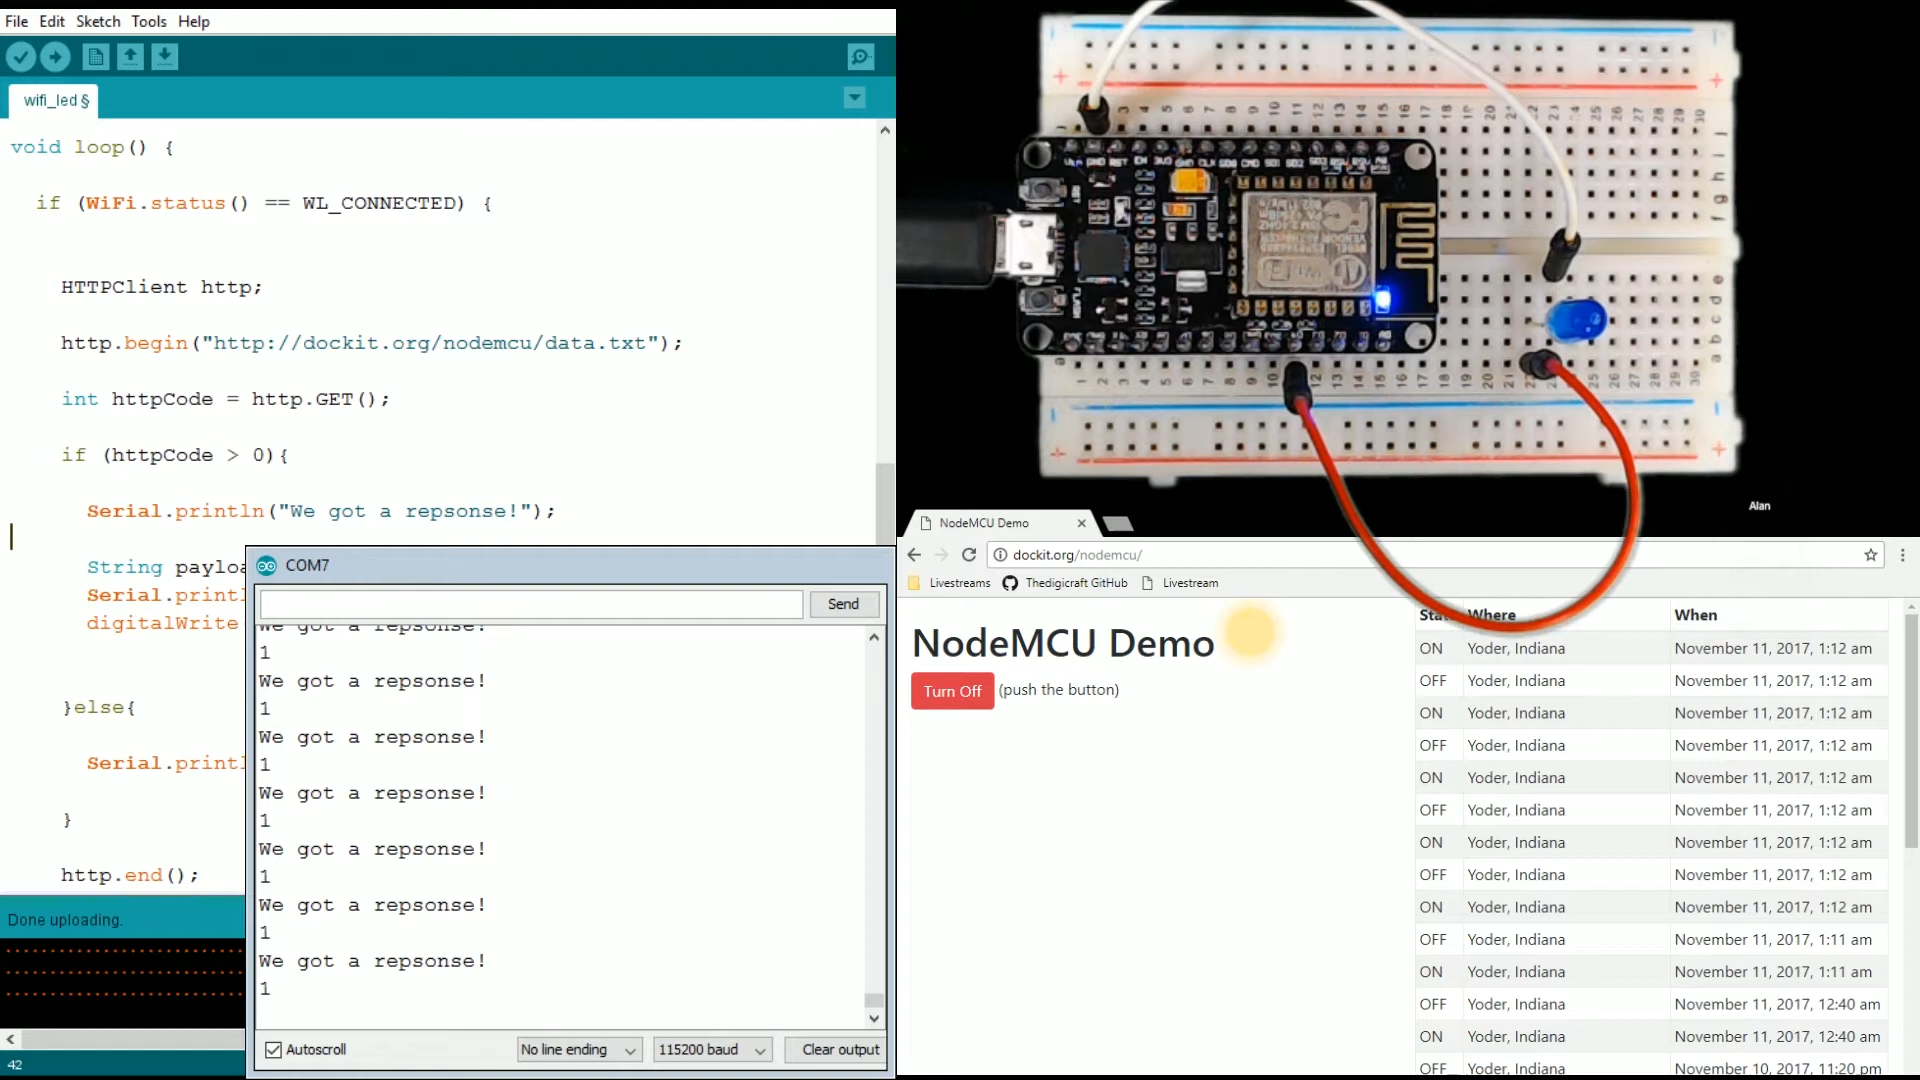 File Edit Sketch Tools Help
wifi_led §
void loop() {
if (WiFi.status() == WL_CONNECTED) {
HTTPClient http;
http.begin("http://dockit.org/nodemcu/data.txt");
int httpCode = http.GET();
if (httpCode > 0){
Serial.println("We got a repsonse!");
String paylo
Serial.print
digitalWrite
}else{
Serial.print
}
http.end();
Done uploading.
42
COM7
Send
We got a repsonse!
1
We got a repsonse!
1
We got a repsonse!
1
We got a repsonse!
1
We got a repsonse!
1
We got a repsonse!
1
We got a repsonse!
1
Autoscroll
No line ending
115200 baud
Clear output
Alan
NodeMCU Demo
dockit.org/nodemcu/
Livestreams Thedigicraft GitHub Livestream
NodeMCU Demo
Turn Off (push the button)
Where When
ON Yoder, Indiana November 11, 2017, 1:12 am
OFF Yoder, Indiana November 11, 2017, 1:12 am
ON Yoder, Indiana November 11, 2017, 1:12 am
OFF Yoder, Indiana November 11, 2017, 1:12 am
ON Yoder, Indiana November 11, 2017, 1:12 am
OFF Yoder, Indiana November 11, 2017, 1:12 am
ON Yoder, Indiana November 11, 2017, 1:12 am
OFF Yoder, Indiana November 11, 2017, 1:12 am
ON Yoder, Indiana November 11, 2017, 1:12 am
OFF Yoder, Indiana November 11, 2017, 1:11 am
ON Yoder, Indiana November 11, 2017, 1:11 am
OFF Yoder, Indiana November 11, 2017, 12:40 am
ON Yoder, Indiana November 11, 2017, 12:40 am
OFF Yoder, Indiana November 10, 2017, 11:20 pm